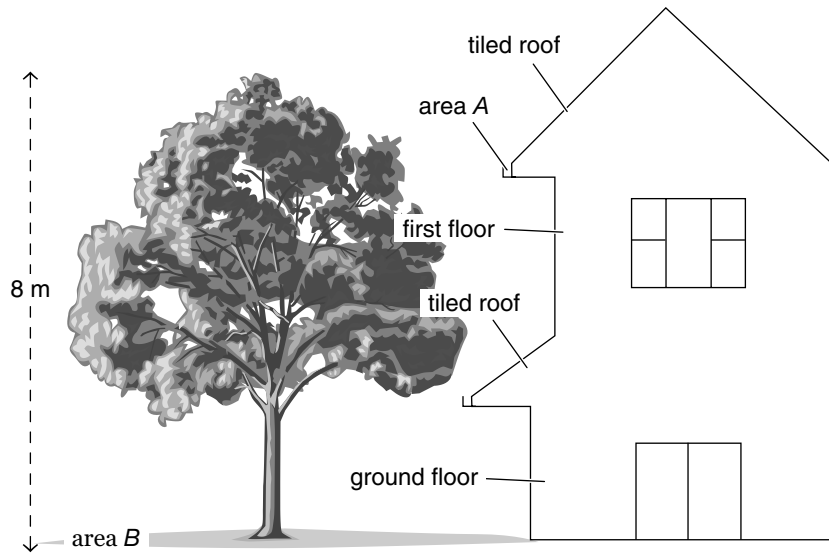 tiled roof
area A
first floor
8 m
tiled roof
ground floor
area B